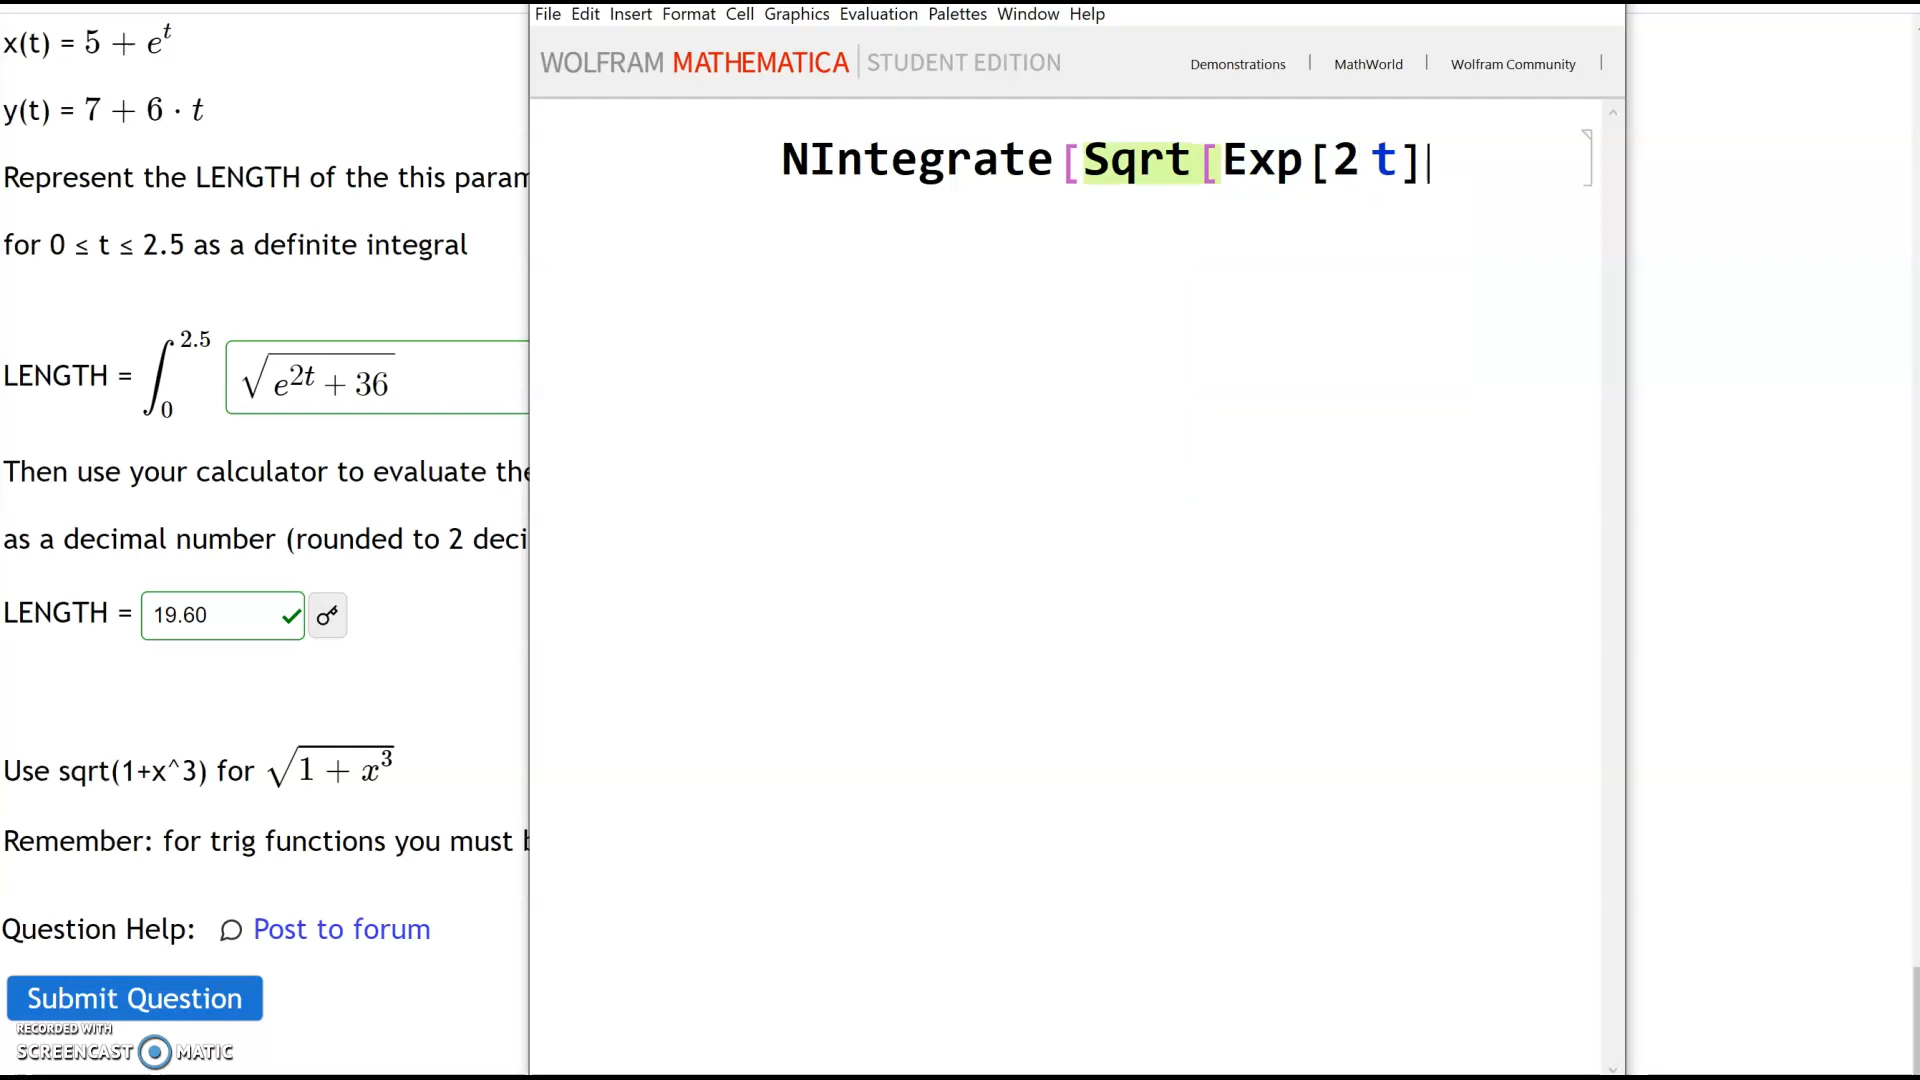 x(t) = 5 + e^t
y(t) = 7 + 6 · t
Represent the LENGTH of the this param
for 0 ≤ t ≤ 2.5 as a definite integral
LENGTH = ∫_0^2.5 √(e^2t + 36)
Then use your calculator to evaluate the
as a decimal number (rounded to 2 deci
LENGTH = 19.60
Use sqrt(1+x^3) for √(1 + x^3)
Remember: for trig functions you must b
Question Help: Post to forum
Submit Question
RECORDED WITH
SCREENCAST MATIC
File Edit Insert Format Cell Graphics Evaluation Palettes Window Help
WOLFRAM MATHEMATICA | STUDENT EDITION
Demonstrations | MathWorld | Wolfram Community |
NIntegrate[Sqrt[Exp[2 t]